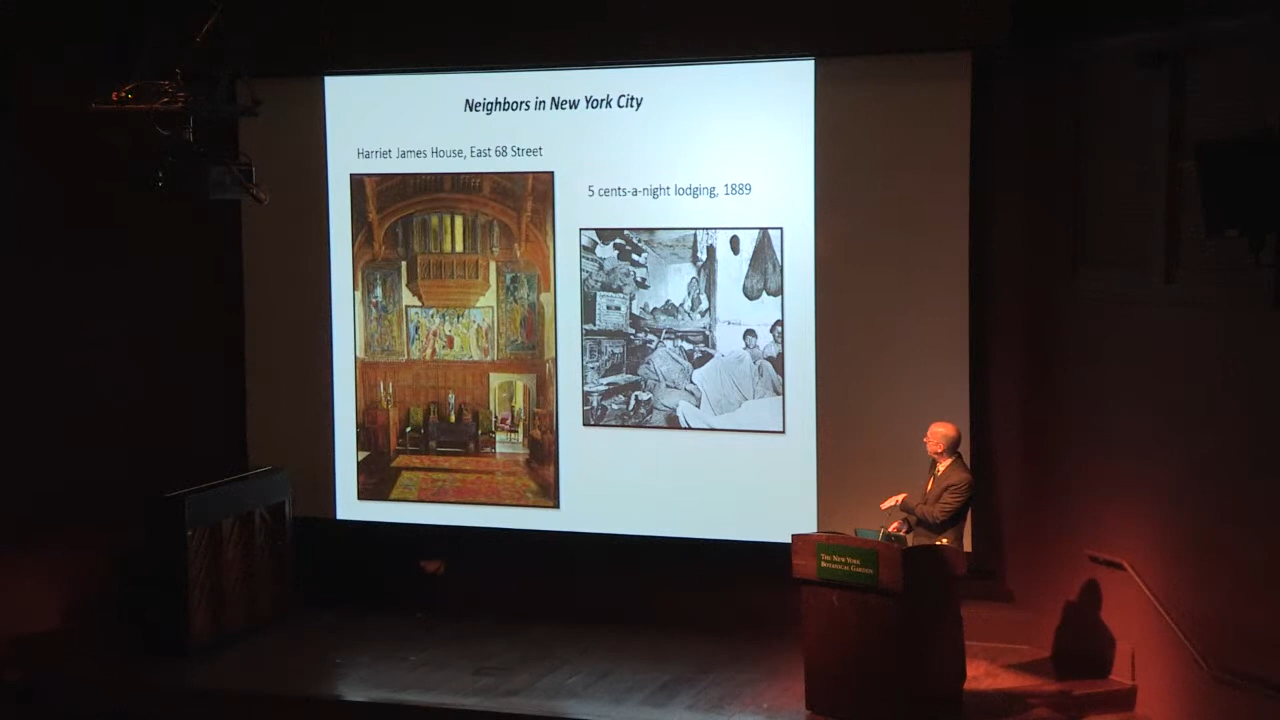 Neighbors in New York City
Harriet James House, East 68 Street
5 cents-a-night lodging, 1889
THE NEW YORK
BOTANICAL GARDEN